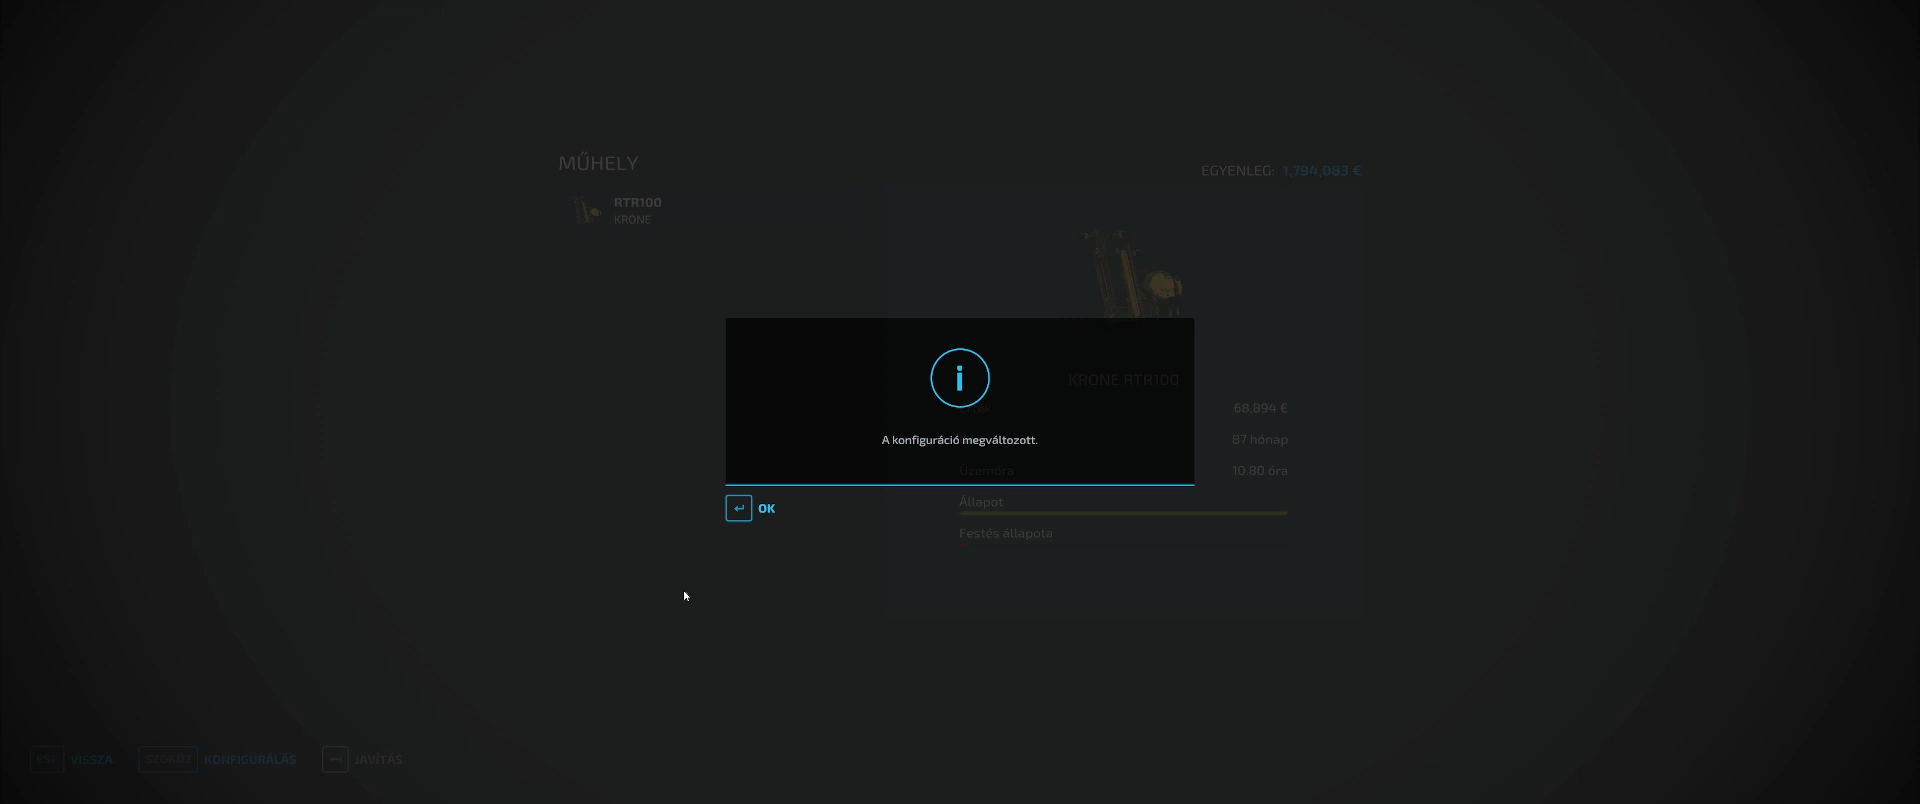 MŰHELY
EGYENLEG: 1,794,083 €
RTR100
KRONE
KRONE RTR100
68,894 €
A konfiguráció megváltozott.
87 hónap
Üzemóra 10.80 óra
Állapot
OK
Festés állapota
ESC VISSZA SZÓKÖZ KONFIGURÁLÁS JAVÍTÁS